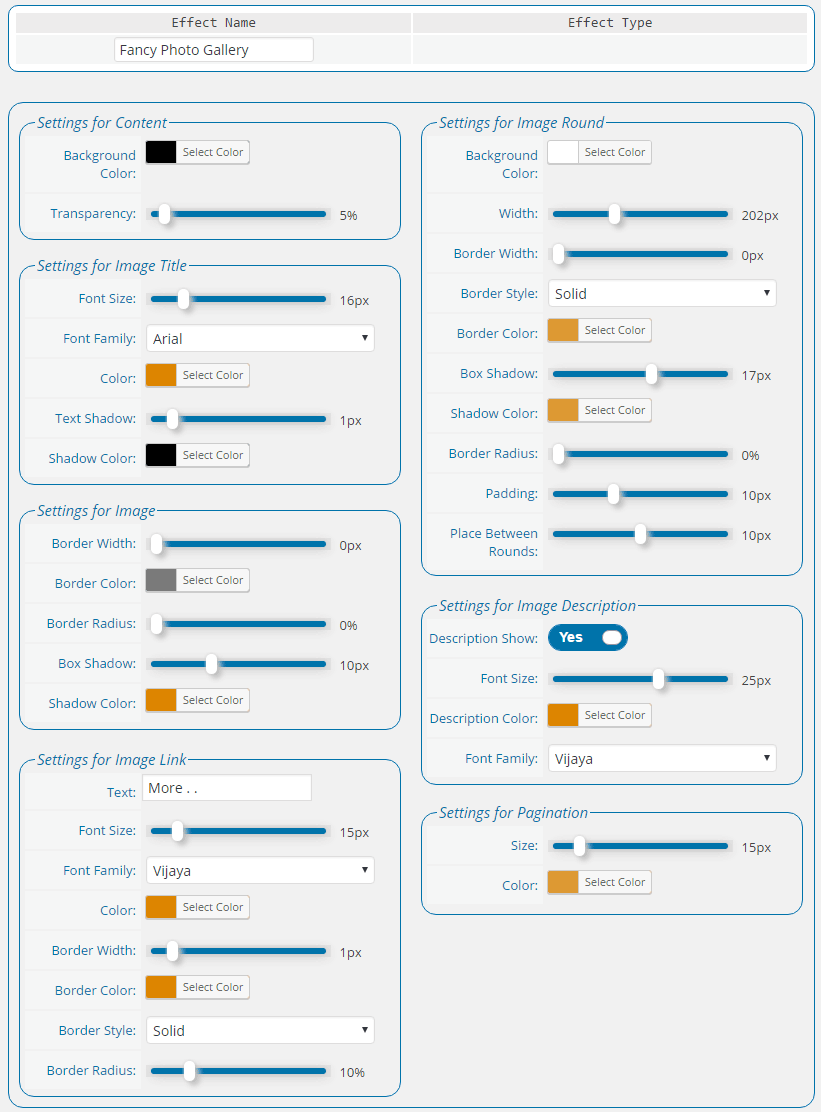 Effect Name
Effect Type
Fancy Photo Gallery
Settings for Content
Background
Color:
Select Color
Transparency:
5%
Settings for Image Title
Font Size:
16px
Font Family:
Arial
Color:
Select Color
Text Shadow:
1px
Shadow Color:
Select Color
Settings for Image
Border Width:
0px
Border Color:
Select Color
Border Radius:
0%
Box Shadow:
10px
Shadow Color:
Select Color
Settings for Image Link
Text:
More . .
Font Size:
15px
Font Family:
Vijaya
Color:
Select Color
Border Width:
1px
Border Color:
Select Color
Border Style:
Solid
Border Radius:
10%
Settings for Image Round
Background
Color:
Select Color
Width:
202px
Border Width:
0px
Border Style:
Solid
Border Color:
Select Color
Box Shadow:
17px
Shadow Color:
Select Color
Border Radius:
0%
Padding:
10px
Place Between
Rounds:
10px
Settings for Image Description
Description Show:
Yes
Font Size:
25px
Description Color:
Select Color
Font Family:
Vijaya
Settings for Pagination
Size:
15px
Color:
Select Color